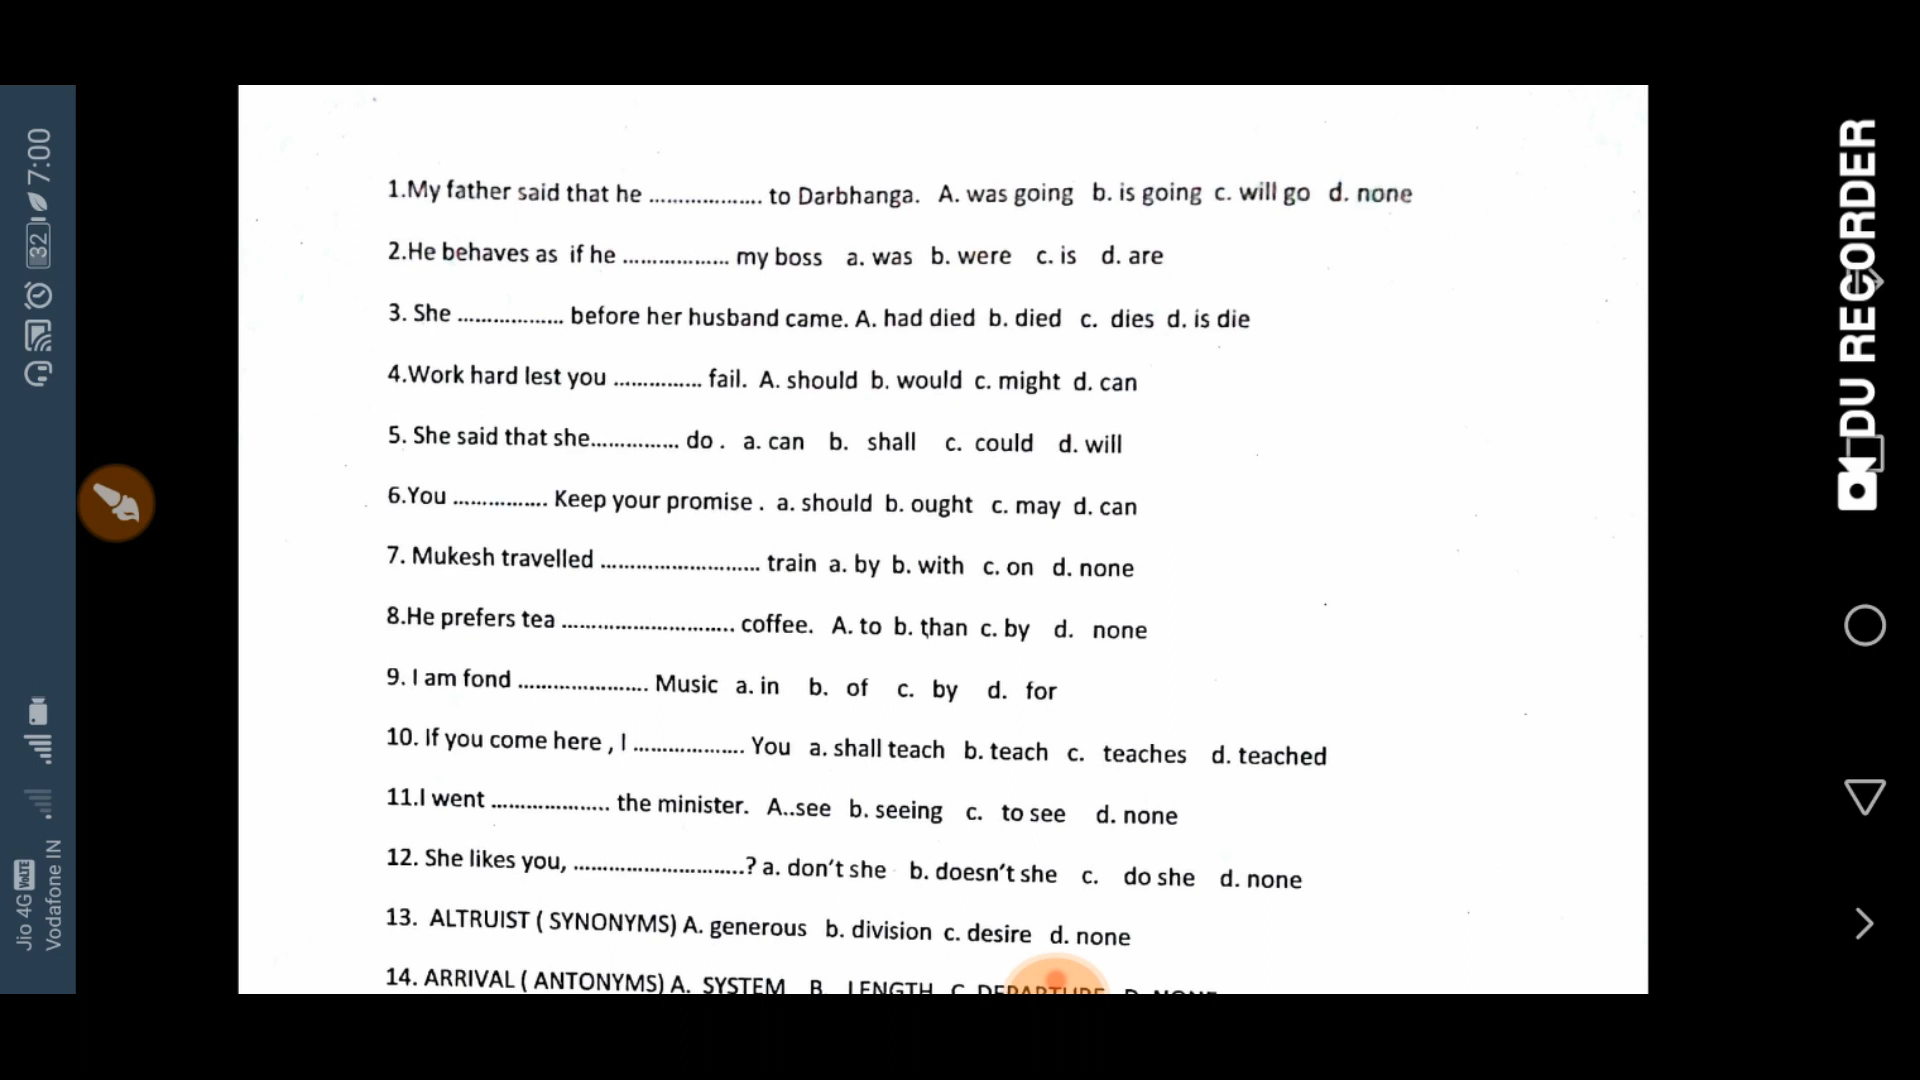 7:00
32
Jio 4G VoLTE
Vodafone IN
DU RECORDER
1.My father said that he ................... to Darbhanga. A. was going b. is going c. will go d. none
2.He behaves as if he .................. my boss a. was b. were c. is d. are
3. She .................. before her husband came. A. had died b. died c. dies d. is die
4.Work hard lest you ............... fail. A. should b. would c. might d. can
5. She said that she............... do . a. can b. shall c. could d. will
6.You ................ Keep your promise . a. should b. ought c. may d. can
7. Mukesh travelled ........................... train a. by b. with c. on d. none
8.He prefers tea ............................. coffee. A. to b. than c. by d. none
9. I am fond ...................... Music a. in b. of c. by d. for
10. If you come here , I ................... You a. shall teach b. teach c. teaches d. teached
11.I went .................... the minister. A..see b. seeing c. to see d. none
12. She likes you, .............................? a. don't she b. doesn't she c. do she d. none
13. ALTRUIST ( SYNONYMS) A. generous b. division c. desire d. none
14. ARRIVAL ( ANTONYMS) A. SYSTEM B. LENGTH C DEPARTURE D. NONE